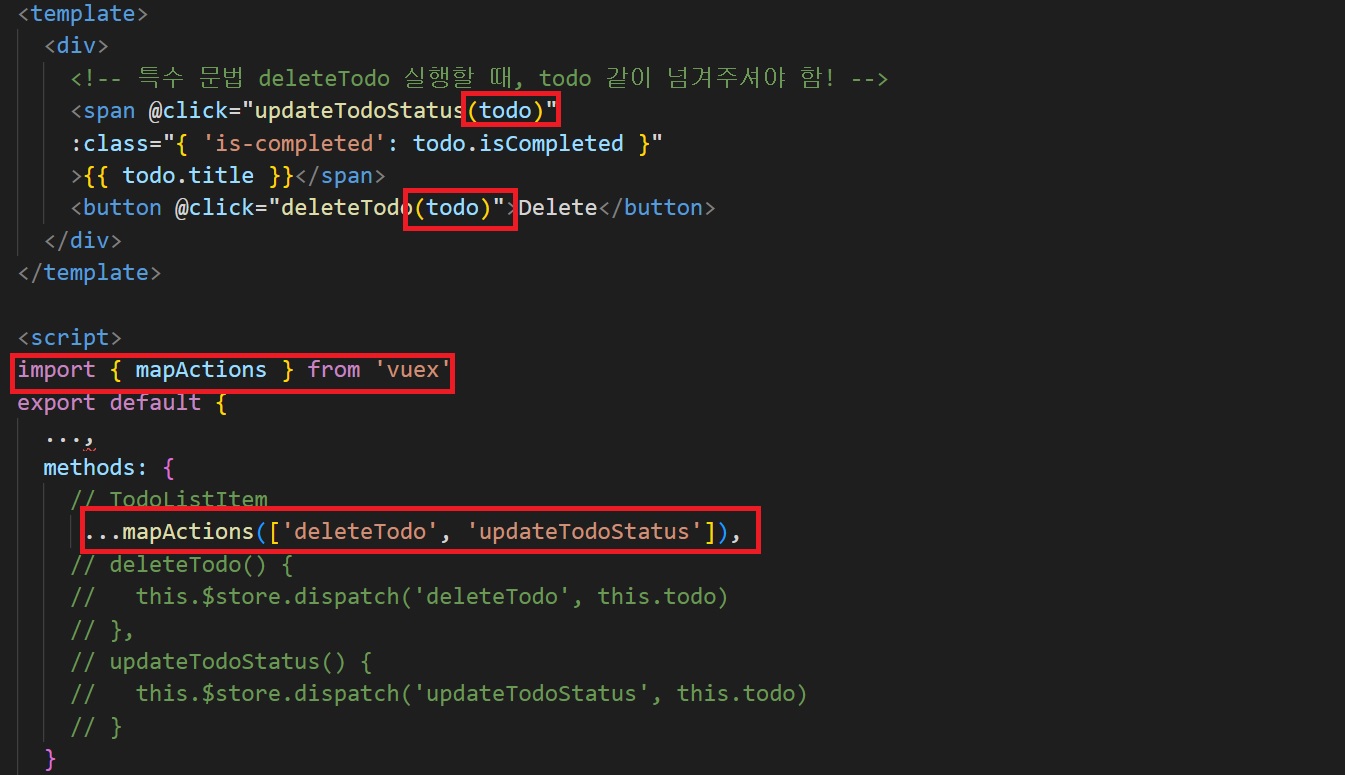 <template>
<div>
<!-- 특수 문법 deleteTodo 실행할 때, todo 같이 넘겨주셔야 함! -->
<span @click="updateTodoStatus(todo)"
:class="{ 'is-completed': todo.isCompleted }"
>{{ todo.title }}</span>
<button @click="deleteTodo(todo)">Delete</button>
</div>
</template>
<script>
import { mapActions } from 'vuex'
export default {
...,
methods: {
// TodoListItem
...mapActions(['deleteTodo', 'updateTodoStatus']),
// deleteTodo() {
//   this.$store.dispatch('deleteTodo', this.todo)
// },
// updateTodoStatus() {
//   this.$store.dispatch('updateTodoStatus', this.todo)
// }
}